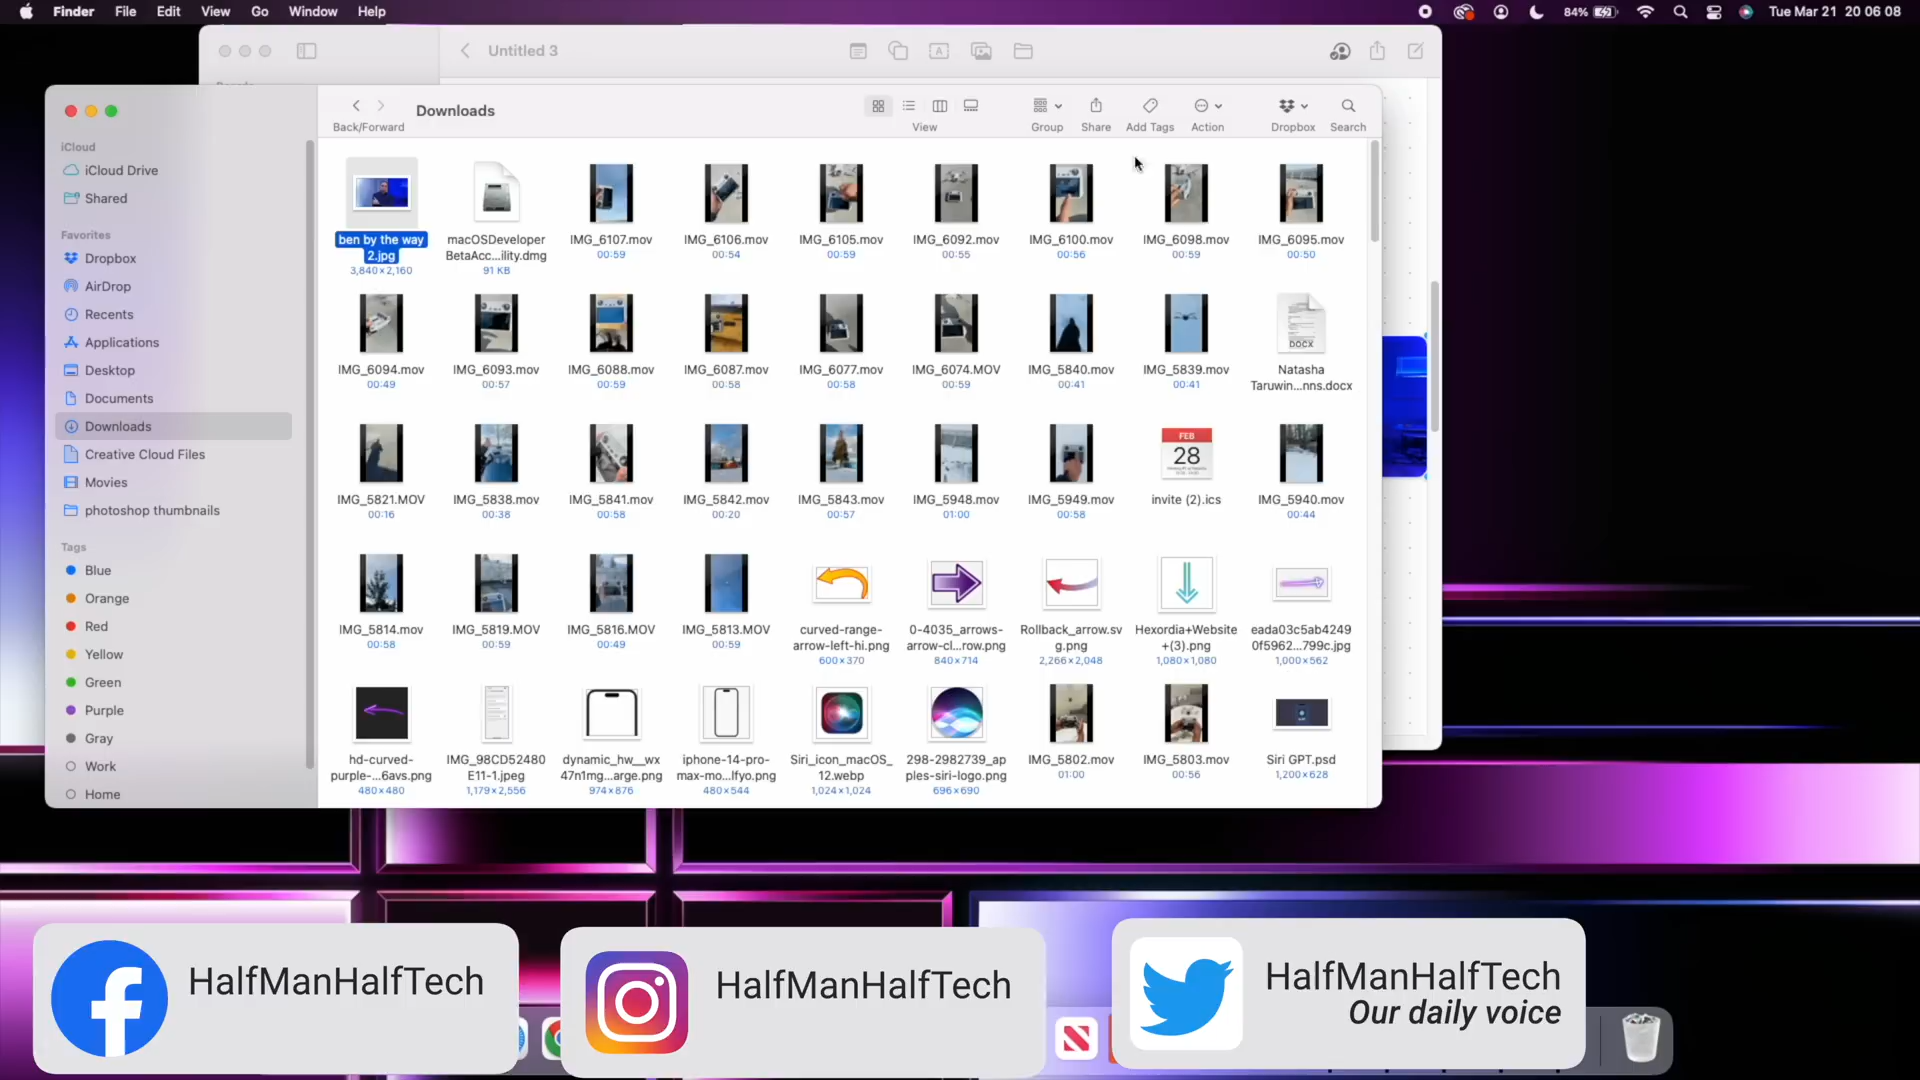 Finder File Edit View Go Window Help
84% Tue Mar 21 20 06 08
Untitled 3
Downloads
Back/Forward View Group Share Add Tags Action Dropbox Search
iCloud
iCloud Drive
Shared
Favorites
Dropbox
AirDrop
Recents
Applications
Desktop
Documents
Downloads
Creative Cloud Files
Movies
photoshop thumbnails
Tags
Blue
Orange
Red
Yellow
Green
Purple
Gray
Work
Home
ben by the way macOSDeveloper IMG_6107.mov IMG_6106.mov IMG_6105.mov IMG_6092.mov IMG_6100.mov IMG_6098.mov IMG_6095.mov
2.jpg BetaAcc...ility.dmg 00:59 00:54 00:59 00:55 00:56 00:59 00:50
3,840×2,160 91 KB
DOCX
IMG_6094.mov IMG_6093.mov IMG_6088.mov IMG_6087.mov IMG_6077.mov IMG_6074.MOV IMG_5840.mov IMG_5839.mov Natasha
00:49 00:57 00:59 00:58 00:58 00:59 00:41 00:41 Taruwin...nns.docx
FEB
28
IMG_5821.MOV IMG_5838.mov IMG_5841.mov IMG_5842.mov IMG_5843.mov IMG_5948.mov IMG_5949.mov invite (2).ics IMG_5940.mov
00:16 00:38 00:58 00:20 00:57 01:00 00:58 00:44
IMG_5814.mov IMG_5819.MOV IMG_5816.MOV IMG_5813.MOV curved-range- 0-4035_arrows- Rollback_arrow.sv Hexordia+Website eada03c5ab4249
00:58 00:59 00:49 00:59 arrow-left-hi.png arrow-cl...row.png g.png +(3).png 0f5962...799c.jpg
600×370 840×714 2,266×2,048 1,080×1,080 1,000×562
hd-curved- IMG_98CD52480 dynamic_hw__wx iphone-14-pro- Siri_icon_macOS_ 298-2982739_ap IMG_5802.mov IMG_5803.mov Siri GPT.psd
purple-...6avs.png E11-1.jpeg 47n1mg...arge.png max-mo...lfyo.png 12.webp ples-siri-logo.png 01:00 00:56 1,200×628
480×480 1,179×2,556 974×876 480×544 1,024×1,024 696×690
HalfManHalfTech
HalfManHalfTech
HalfManHalfTech
Our daily voice